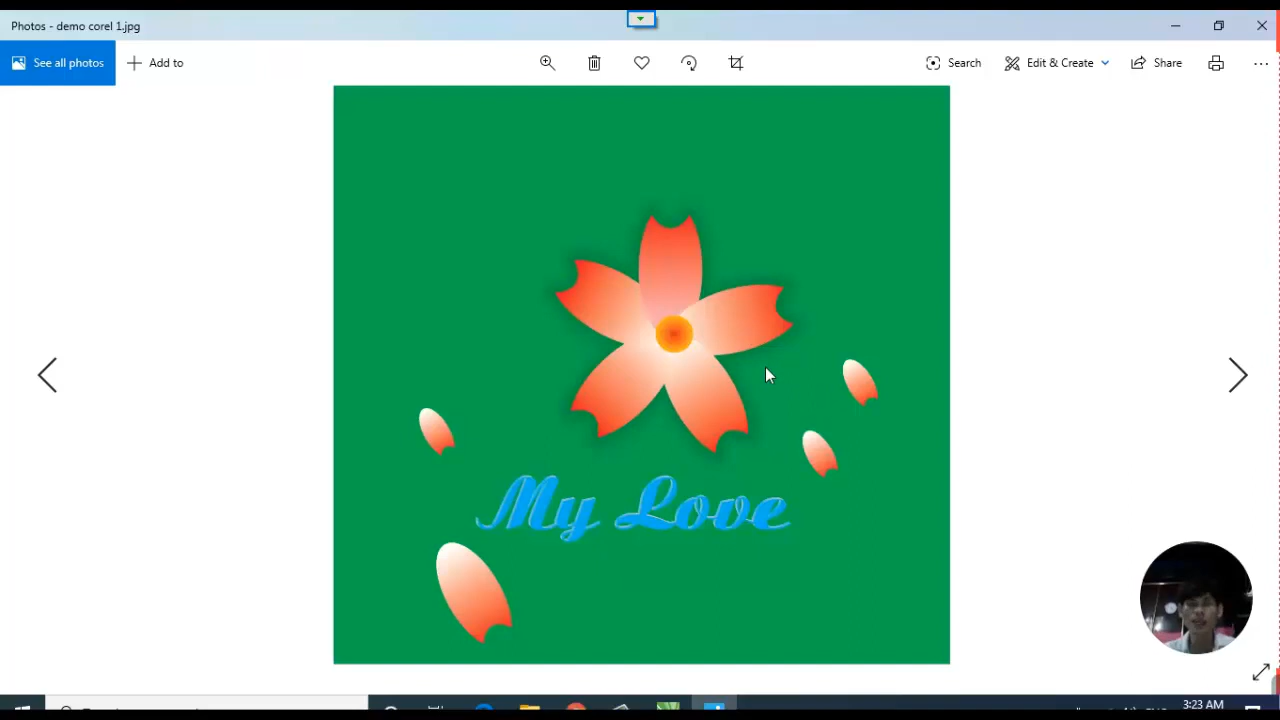 Photos - demo corel 1.jpg
See all photos
Add to
Search
Edit & Create
Share
My Love
3:23 AM